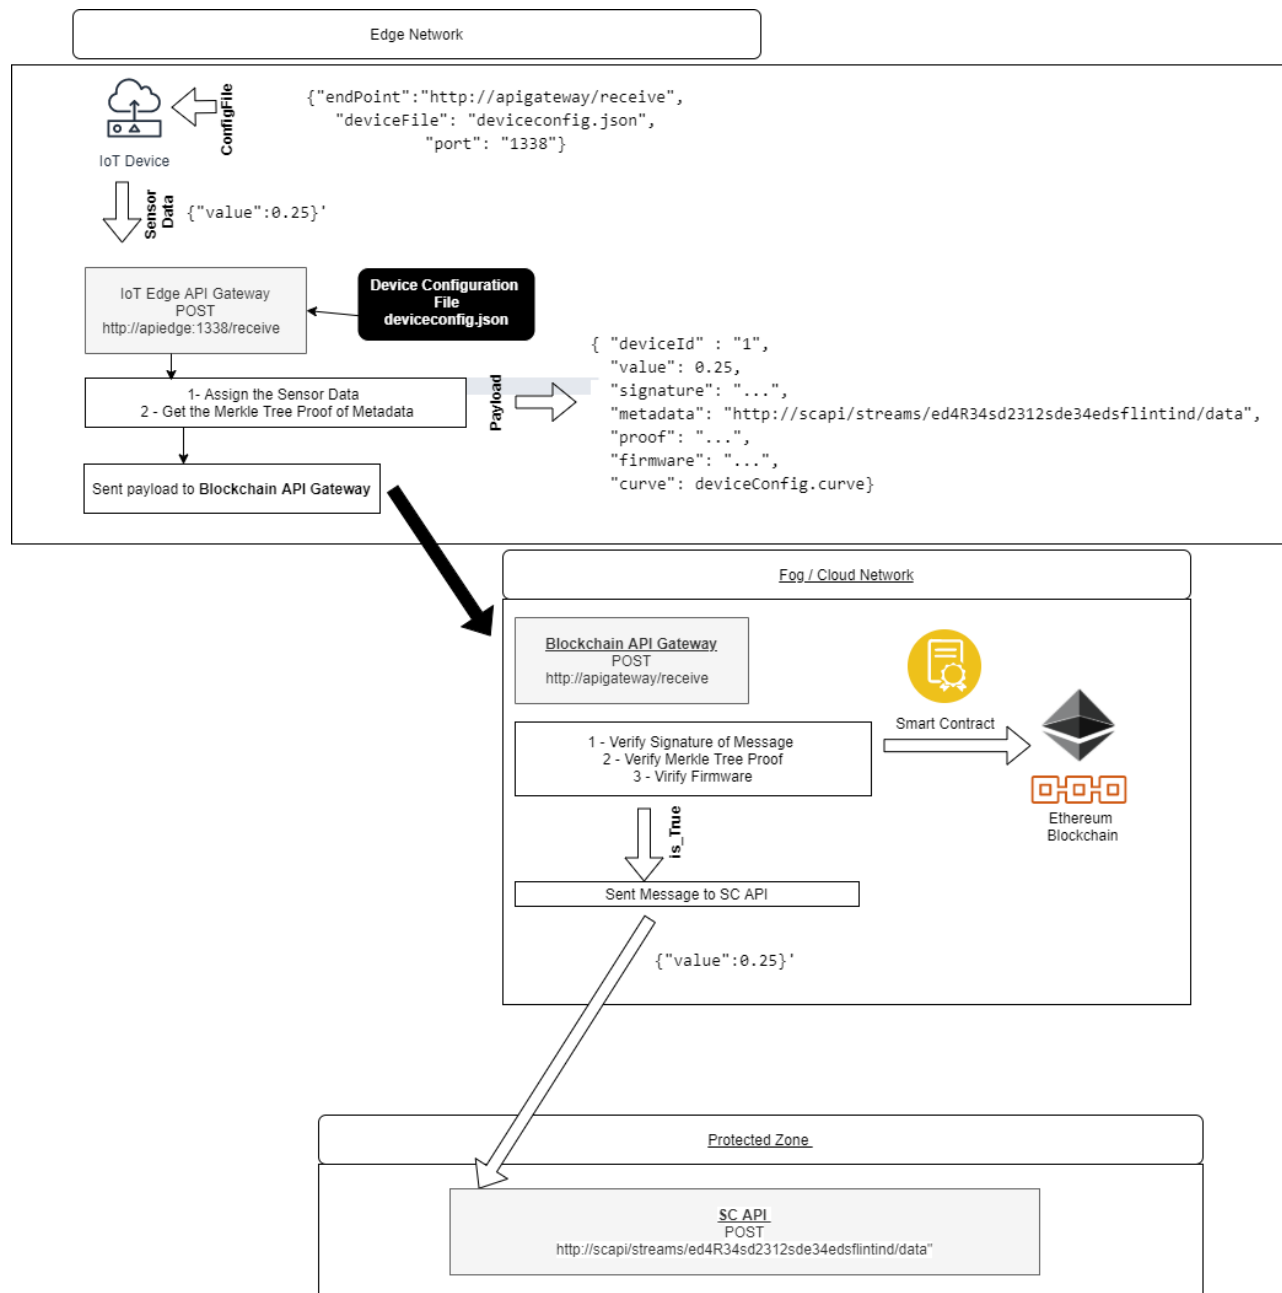 Edge Network
ConfigFile
{"endPoint":"http://apigateway/receive",
"deviceFile": "deviceconfig.json",
"port": "1338"}
IoT Device
Sensor
Data
{"value":0.25}'
IoT Edge API Gateway
POST
http://apiedge:1338/receive
Device Configuration
File
deviceconfig.json
1- Assign the Sensor Data
2 - Get the Merkle Tree Proof of Metadata
Payload
{ "deviceId" : "1",
"value": 0.25,
"signature": "...",
"metadata": "http://scapi/streams/ed4R34sd2312sde34edsflintind/data",
"proof": "...",
"firmware": "...",
"curve": deviceConfig.curve}
Sent payload to Blockchain API Gateway
Fog / Cloud Network
Blockchain API Gateway
POST
http://apigateway/receive
Smart Contract
1 - Verify Signature of Message
2 - Verify Merkle Tree Proof
3 - Virify Firmware
Ethereum
Blockchain
is_True
Sent Message to SC API
{"value":0.25}'
Protected Zone
SC API
POST
http://scapi/streams/ed4R34sd2312sde34edsflintind/data"